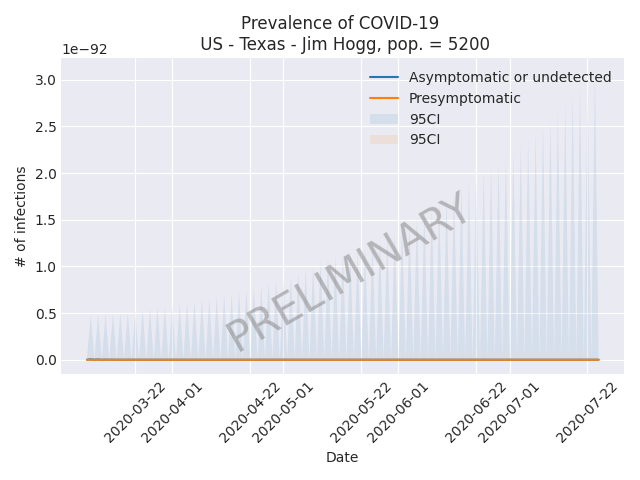 Prevalence of COVID-19
US - Texas - Jim Hogg, pop. = 5200
1e−92
Asymptomatic or undetected
Presymptomatic
95CI
95CI
3.0
2.5
2.0
1.5
1.0
0.5
0.0
# of infections
PRELIMINARY
2020-03-22
2020-04-01
2020-04-22
2020-05-01
2020-05-22
2020-06-01
2020-06-22
2020-07-01
2020-07-22
Date